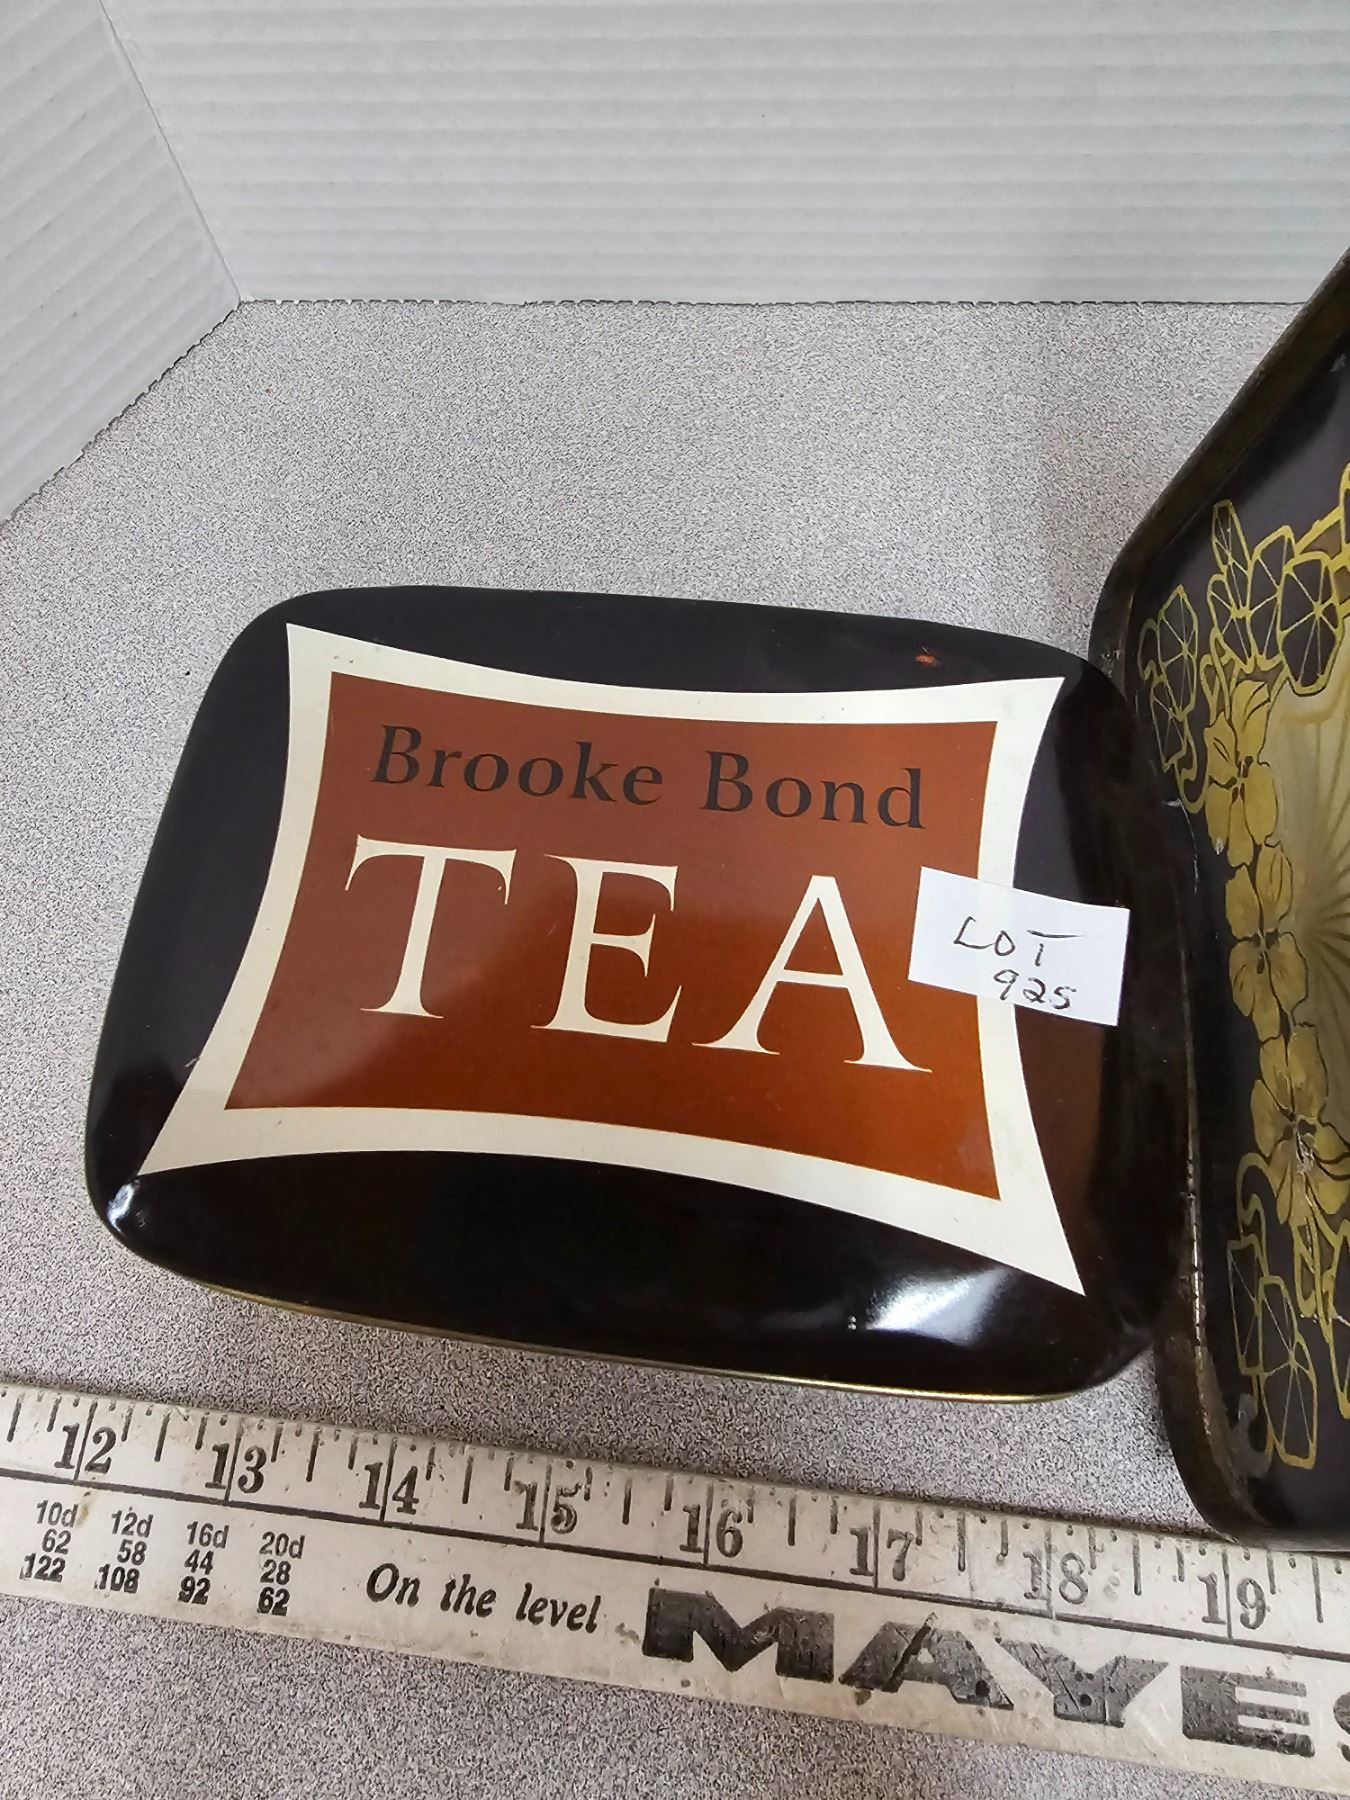 Brooke Bond
TEA
LOT
925
12 13 14 15 16 17 18 19
10d 12d 16d 20d
62 58 44 28
122 108 92 62
On the level
MAYES